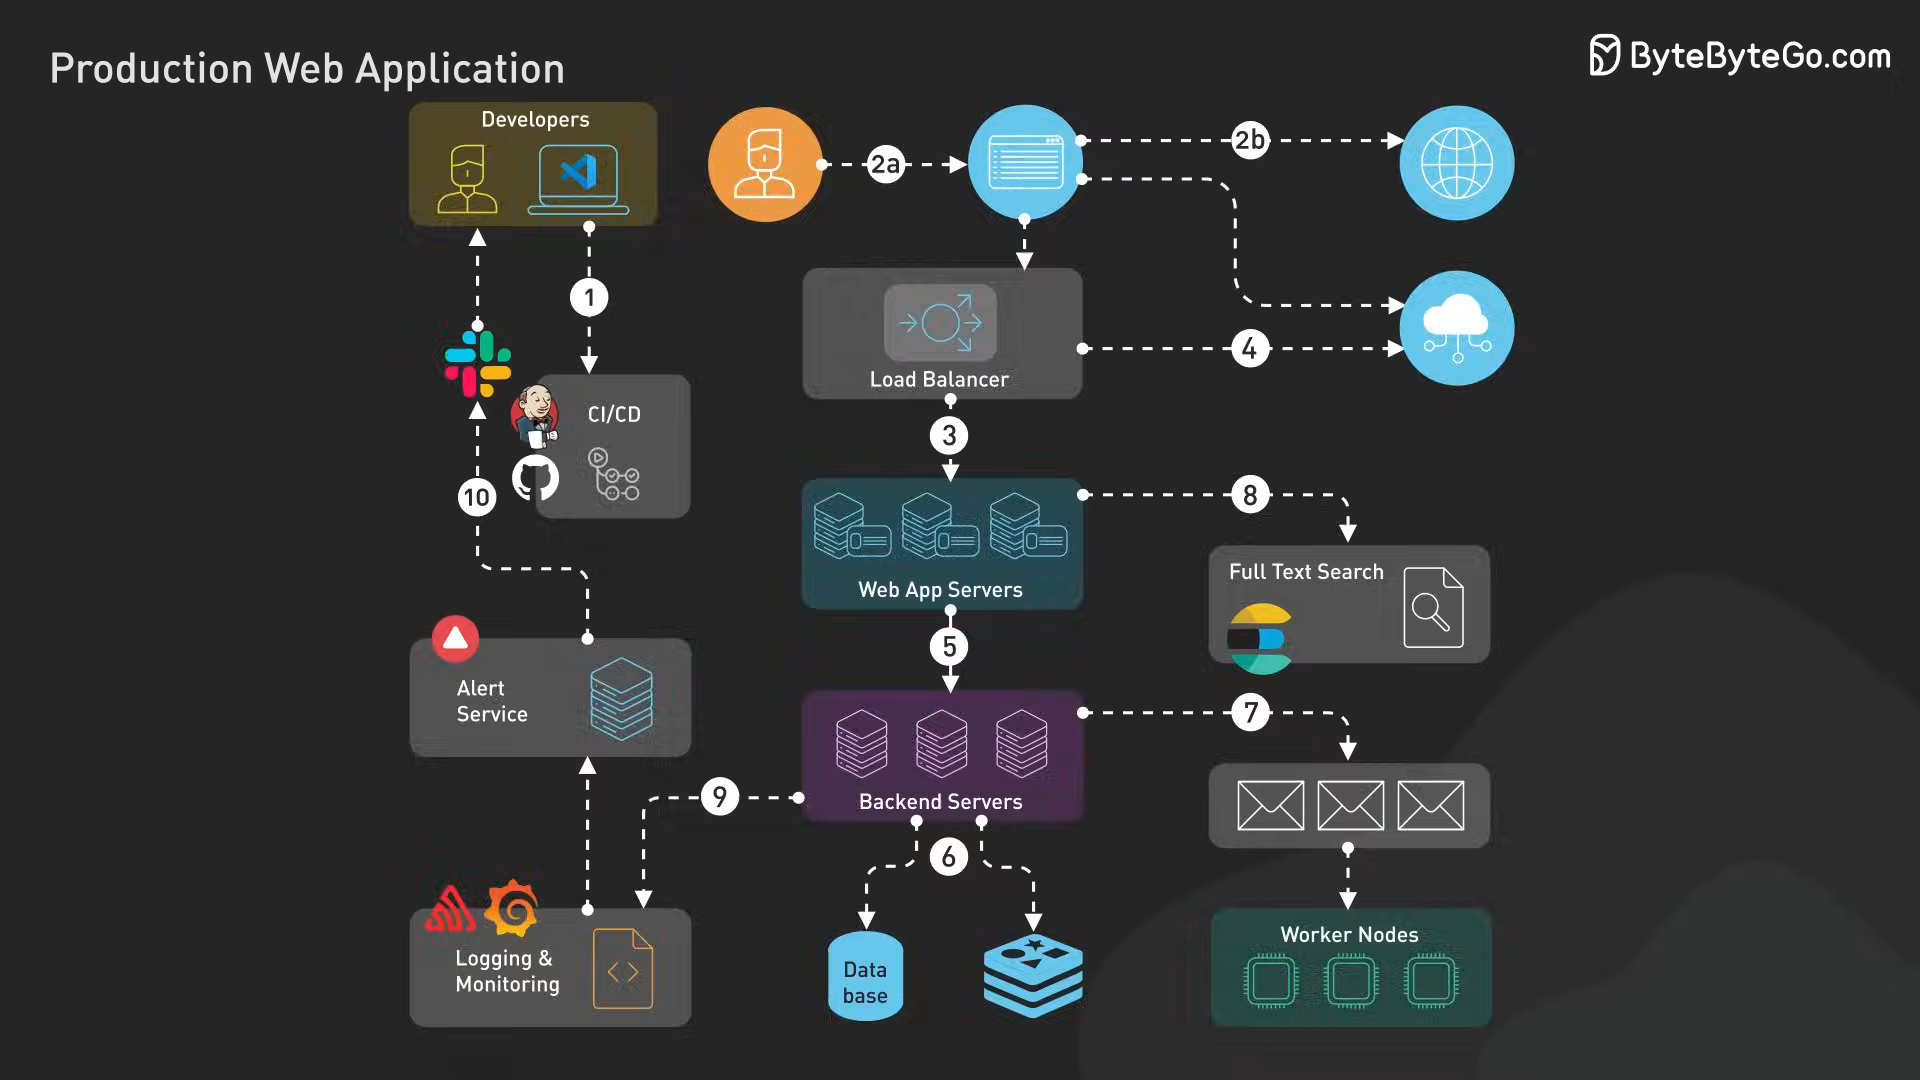 Production Web Application
ByteByteGo.com
Developers
2a
2b
1
Load Balancer
4
CI/CD
3
10
8
Web App Servers
Full Text Search
5
Alert
Service
7
9
Backend Servers
6
Worker Nodes
Logging &
Monitoring
Data
base